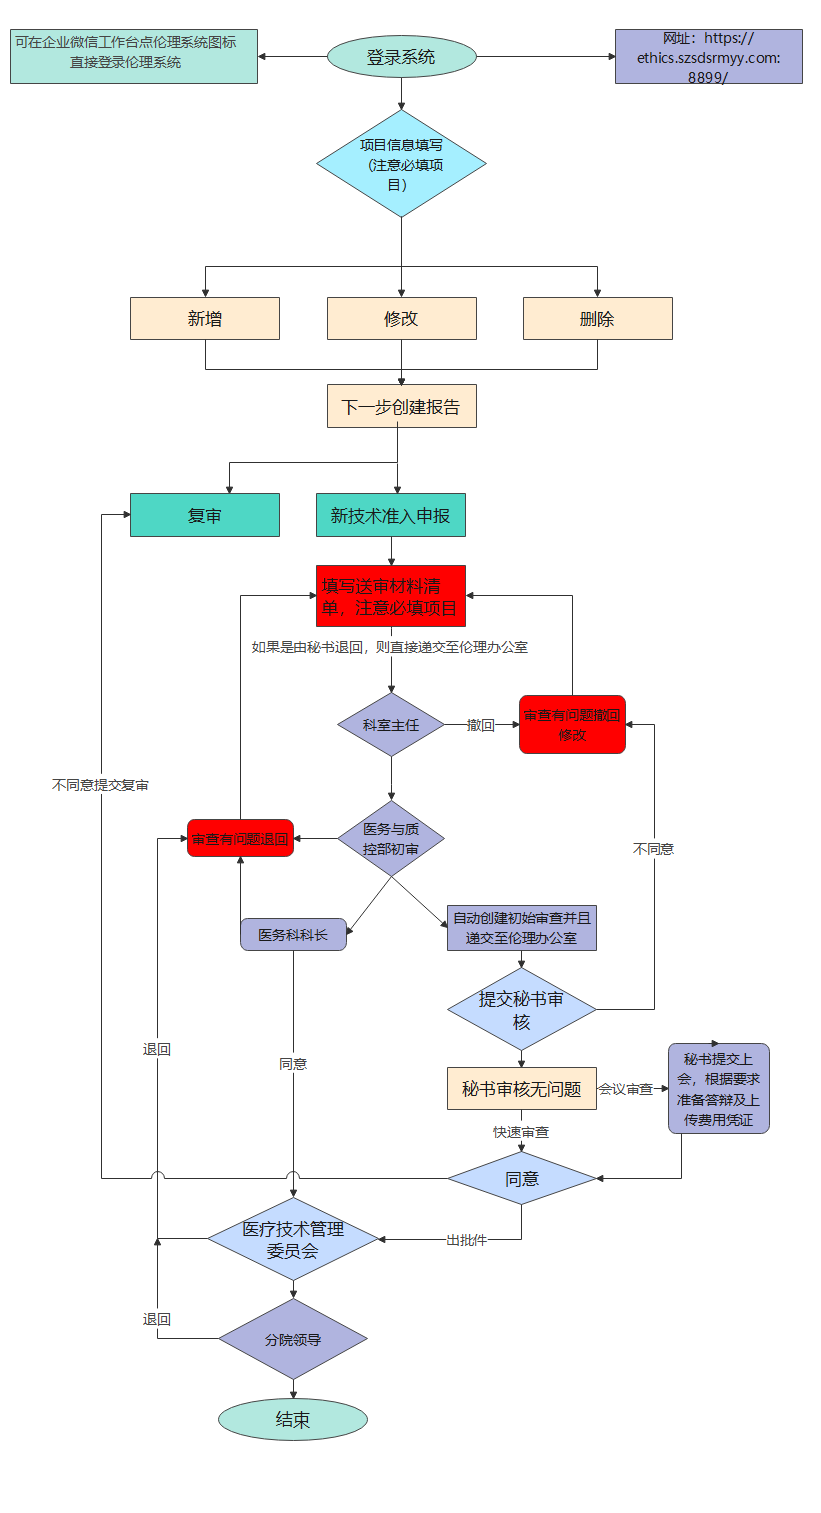 可在企业微信工作台点伦理系统图标
直接登录伦理系统
登录系统
网址：https://
ethics.szsdsrmyy.com:
8899/
项目信息填写
（注意必填项
目）
新增
修改
删除
下一步创建报告
复审
新技术准入申报
填写送审材料清
单，注意必填项目
如果是由秘书退回，则直接递交至伦理办公室
科室主任
撤回
审查有问题撤回
修改
不同意提交复审
审查有问题退回
医务与质
控部初审
不同意
医务科科长
自动创建初始审查并且
递交至伦理办公室
提交秘书审
核
退回
同意
秘书审核无问题
会议审查
秘书提交上
会，根据要求
准备答辩及上
传费用凭证
快速审查
同意
医疗技术管理
委员会
出批件
退回
分院领导
结束